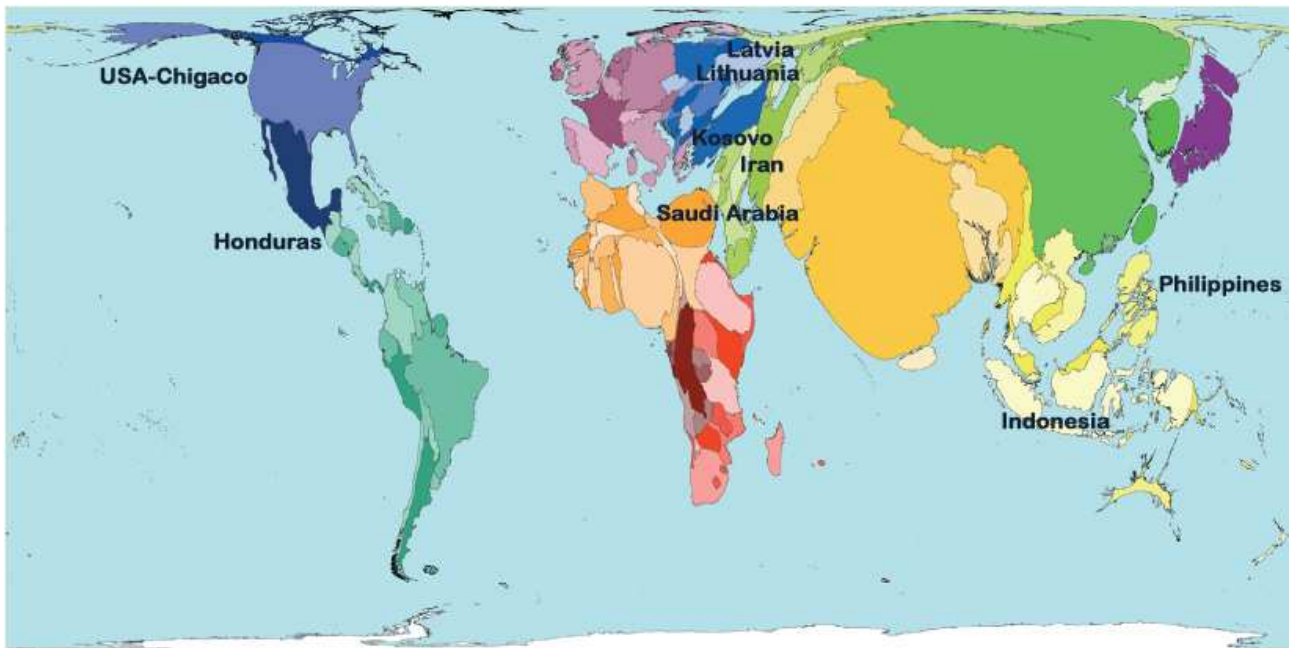 Latvia
USA-Chigaco
Lithuania
Kosovo
Iran
Saudi Arabia
Honduras
Philippines
Indonesia